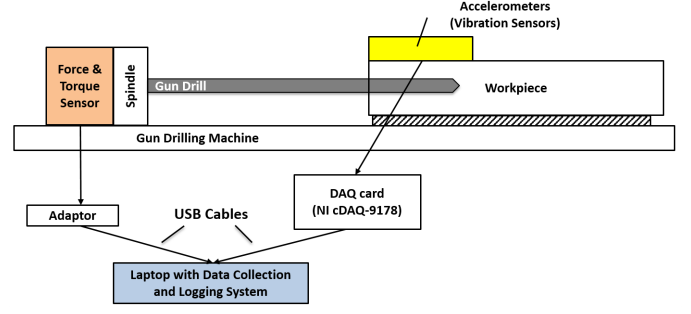 Accelerometers
(Vibration Sensors)
Force &
Torque
Sensor
Spindle
Gun Drill
Workpiece
Gun Drilling Machine
Adaptor
USB Cables
DAQ card
(NI cDAQ-9178)
Laptop with Data Collection
and Logging System